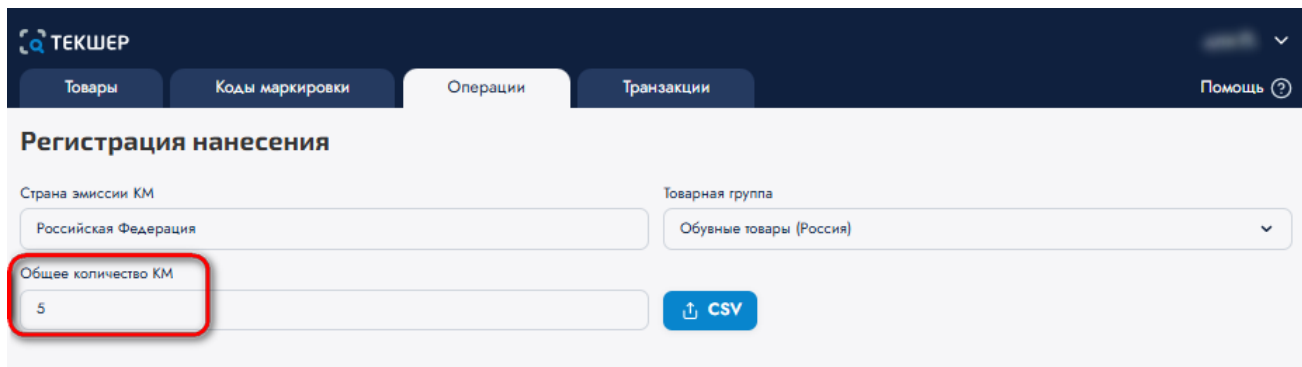 ТЕКШЕР
Товары Коды маркировки Операции Транзакции Помощь ?
Регистрация нанесения
Страна эмиссии КМ Товарная группа
Российская Федерация Обувные товары (Россия)
Общее количество КМ
5 CSV